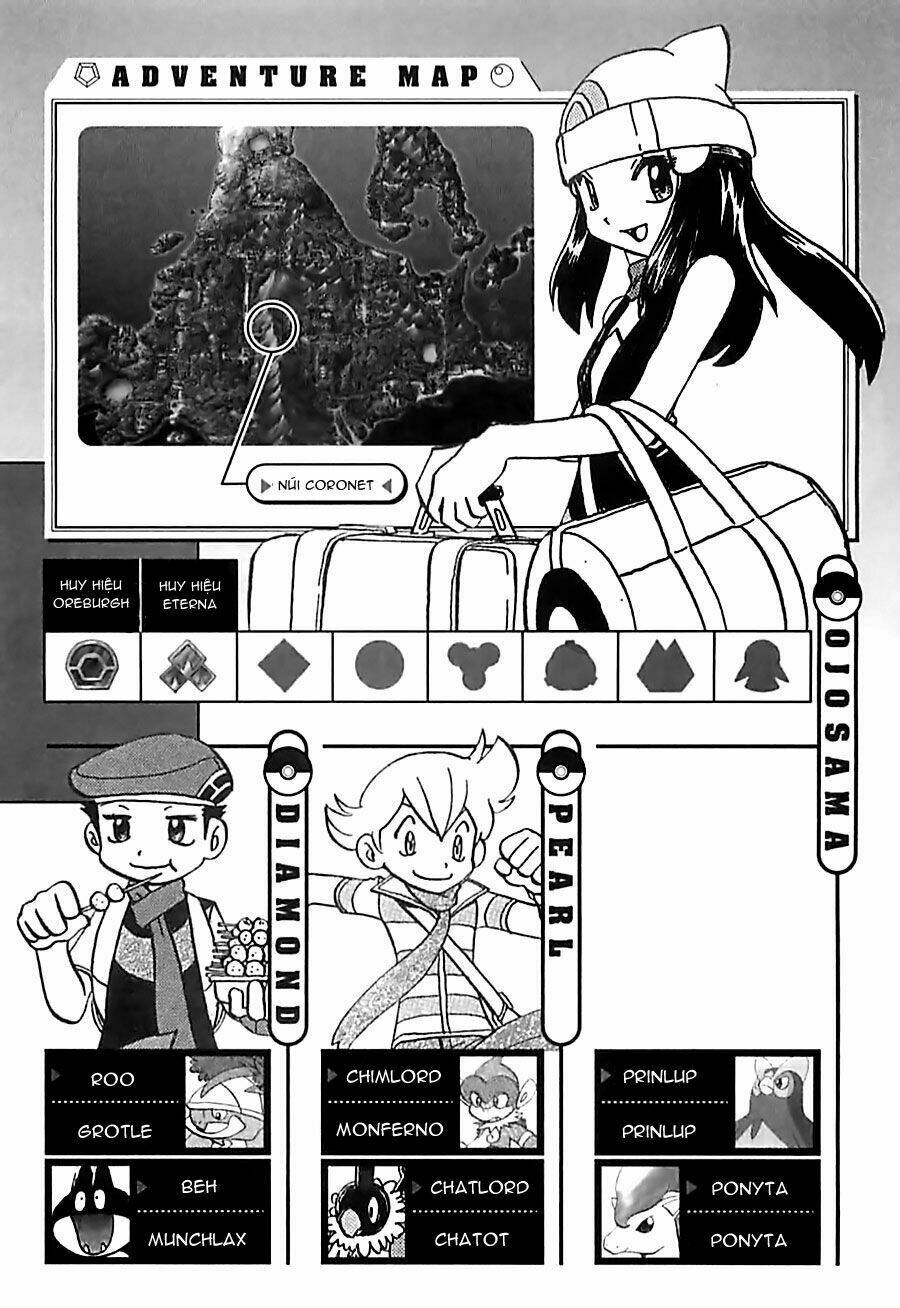 ADVENTURE MAP
NÚI CORONET
HUY HIỆU
OREBURGH
HUY HIỆU
ETERNA
OJOSAMA
DIAMOND
PEARL
ROO
GROTLE
CHIMLORD
MONFERNO
PRINLUP
PRINLUP
BEH
MUNCHLAX
CHATLORD
CHATOT
PONYTA
PONYTA